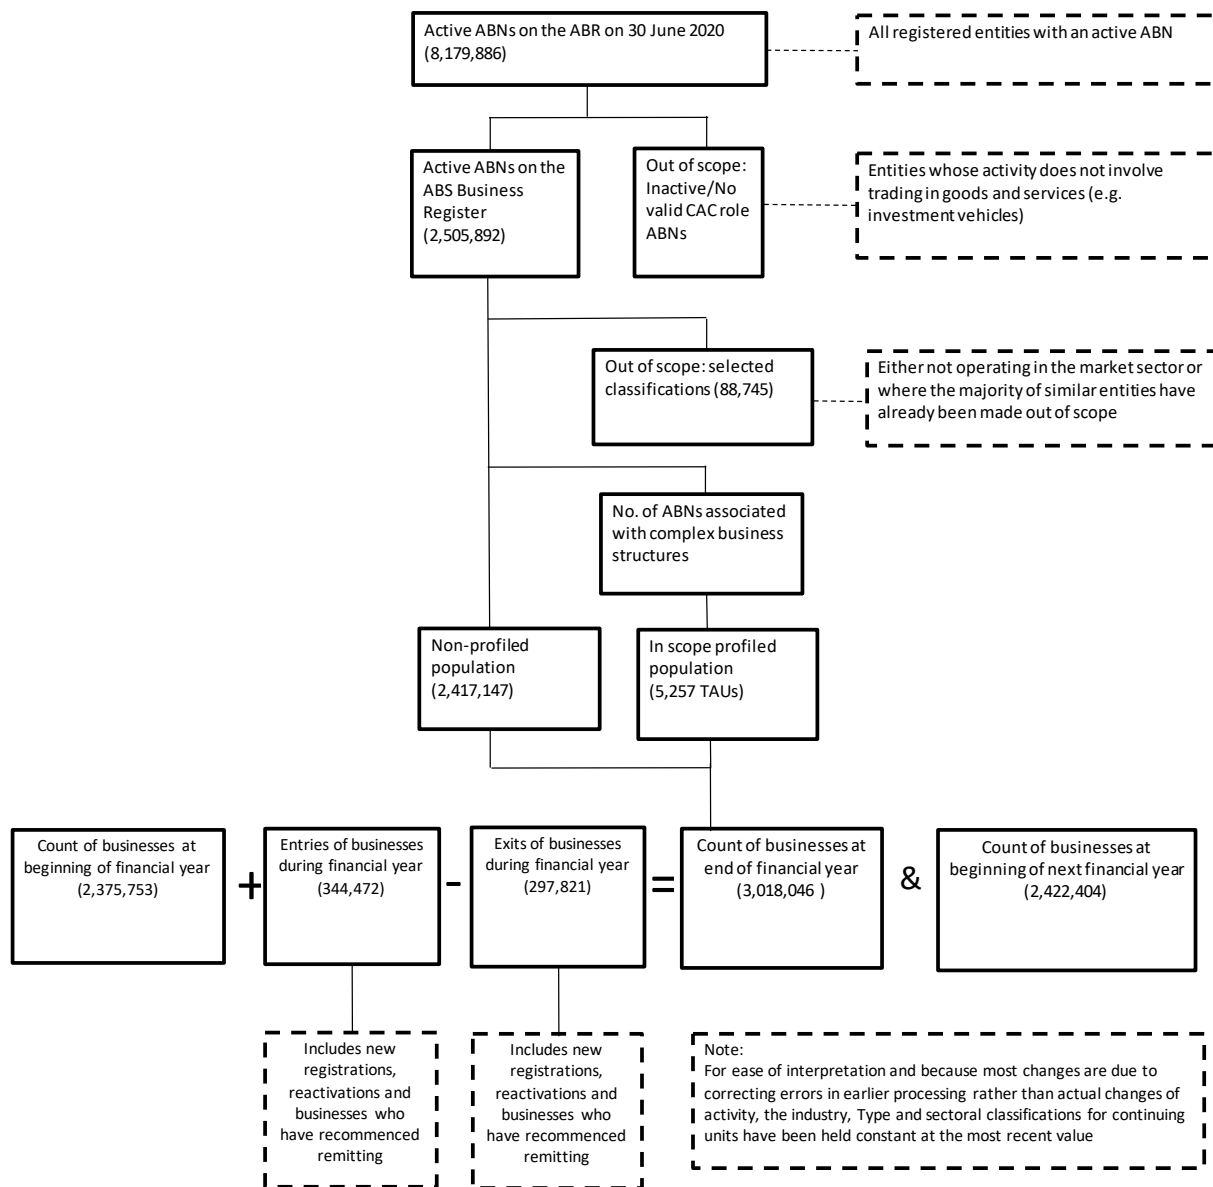 Active ABNs on the ABR on 30 June 2020
(8,179,886)
All registered entities with an active ABN
Active ABNs on
the ABS Business
Register
(2,505,892)
Out of scope:
Inactive/No
valid CAC role
ABNs
Entities whose activity does not involve
trading in goods and services (e.g.
investment vehicles)
Out of scope: selected
classifications (88,745)
Either not operating in the market sector or
where the majority of similar entities have
already been made out of scope
No. of ABNs associated
with complex business
structures
Non-profiled
population
(2,417,147)
In scope profiled
population
(5,257 TAUs)
Count of businesses at
beginning of financial year
(2,375,753)
+
Entries of businesses
during financial year
(344,472)
-
Exits of businesses
during financial year
(297,821)
=
Count of businesses at
end of financial year
(3,018,046 )
&
Count of businesses at
beginning of next financial year
(2,422,404)
Includes new
registrations,
reactivations and
businesses who
have recommenced
remitting
Includes new
registrations,
reactivations and
businesses who
have recommenced
remitting
Note:
For ease of interpretation and because most changes are due to
correcting errors in earlier processing rather than actual changes of
activity, the industry, Type and sectoral classifications for continuing
units have been held constant at the most recent value